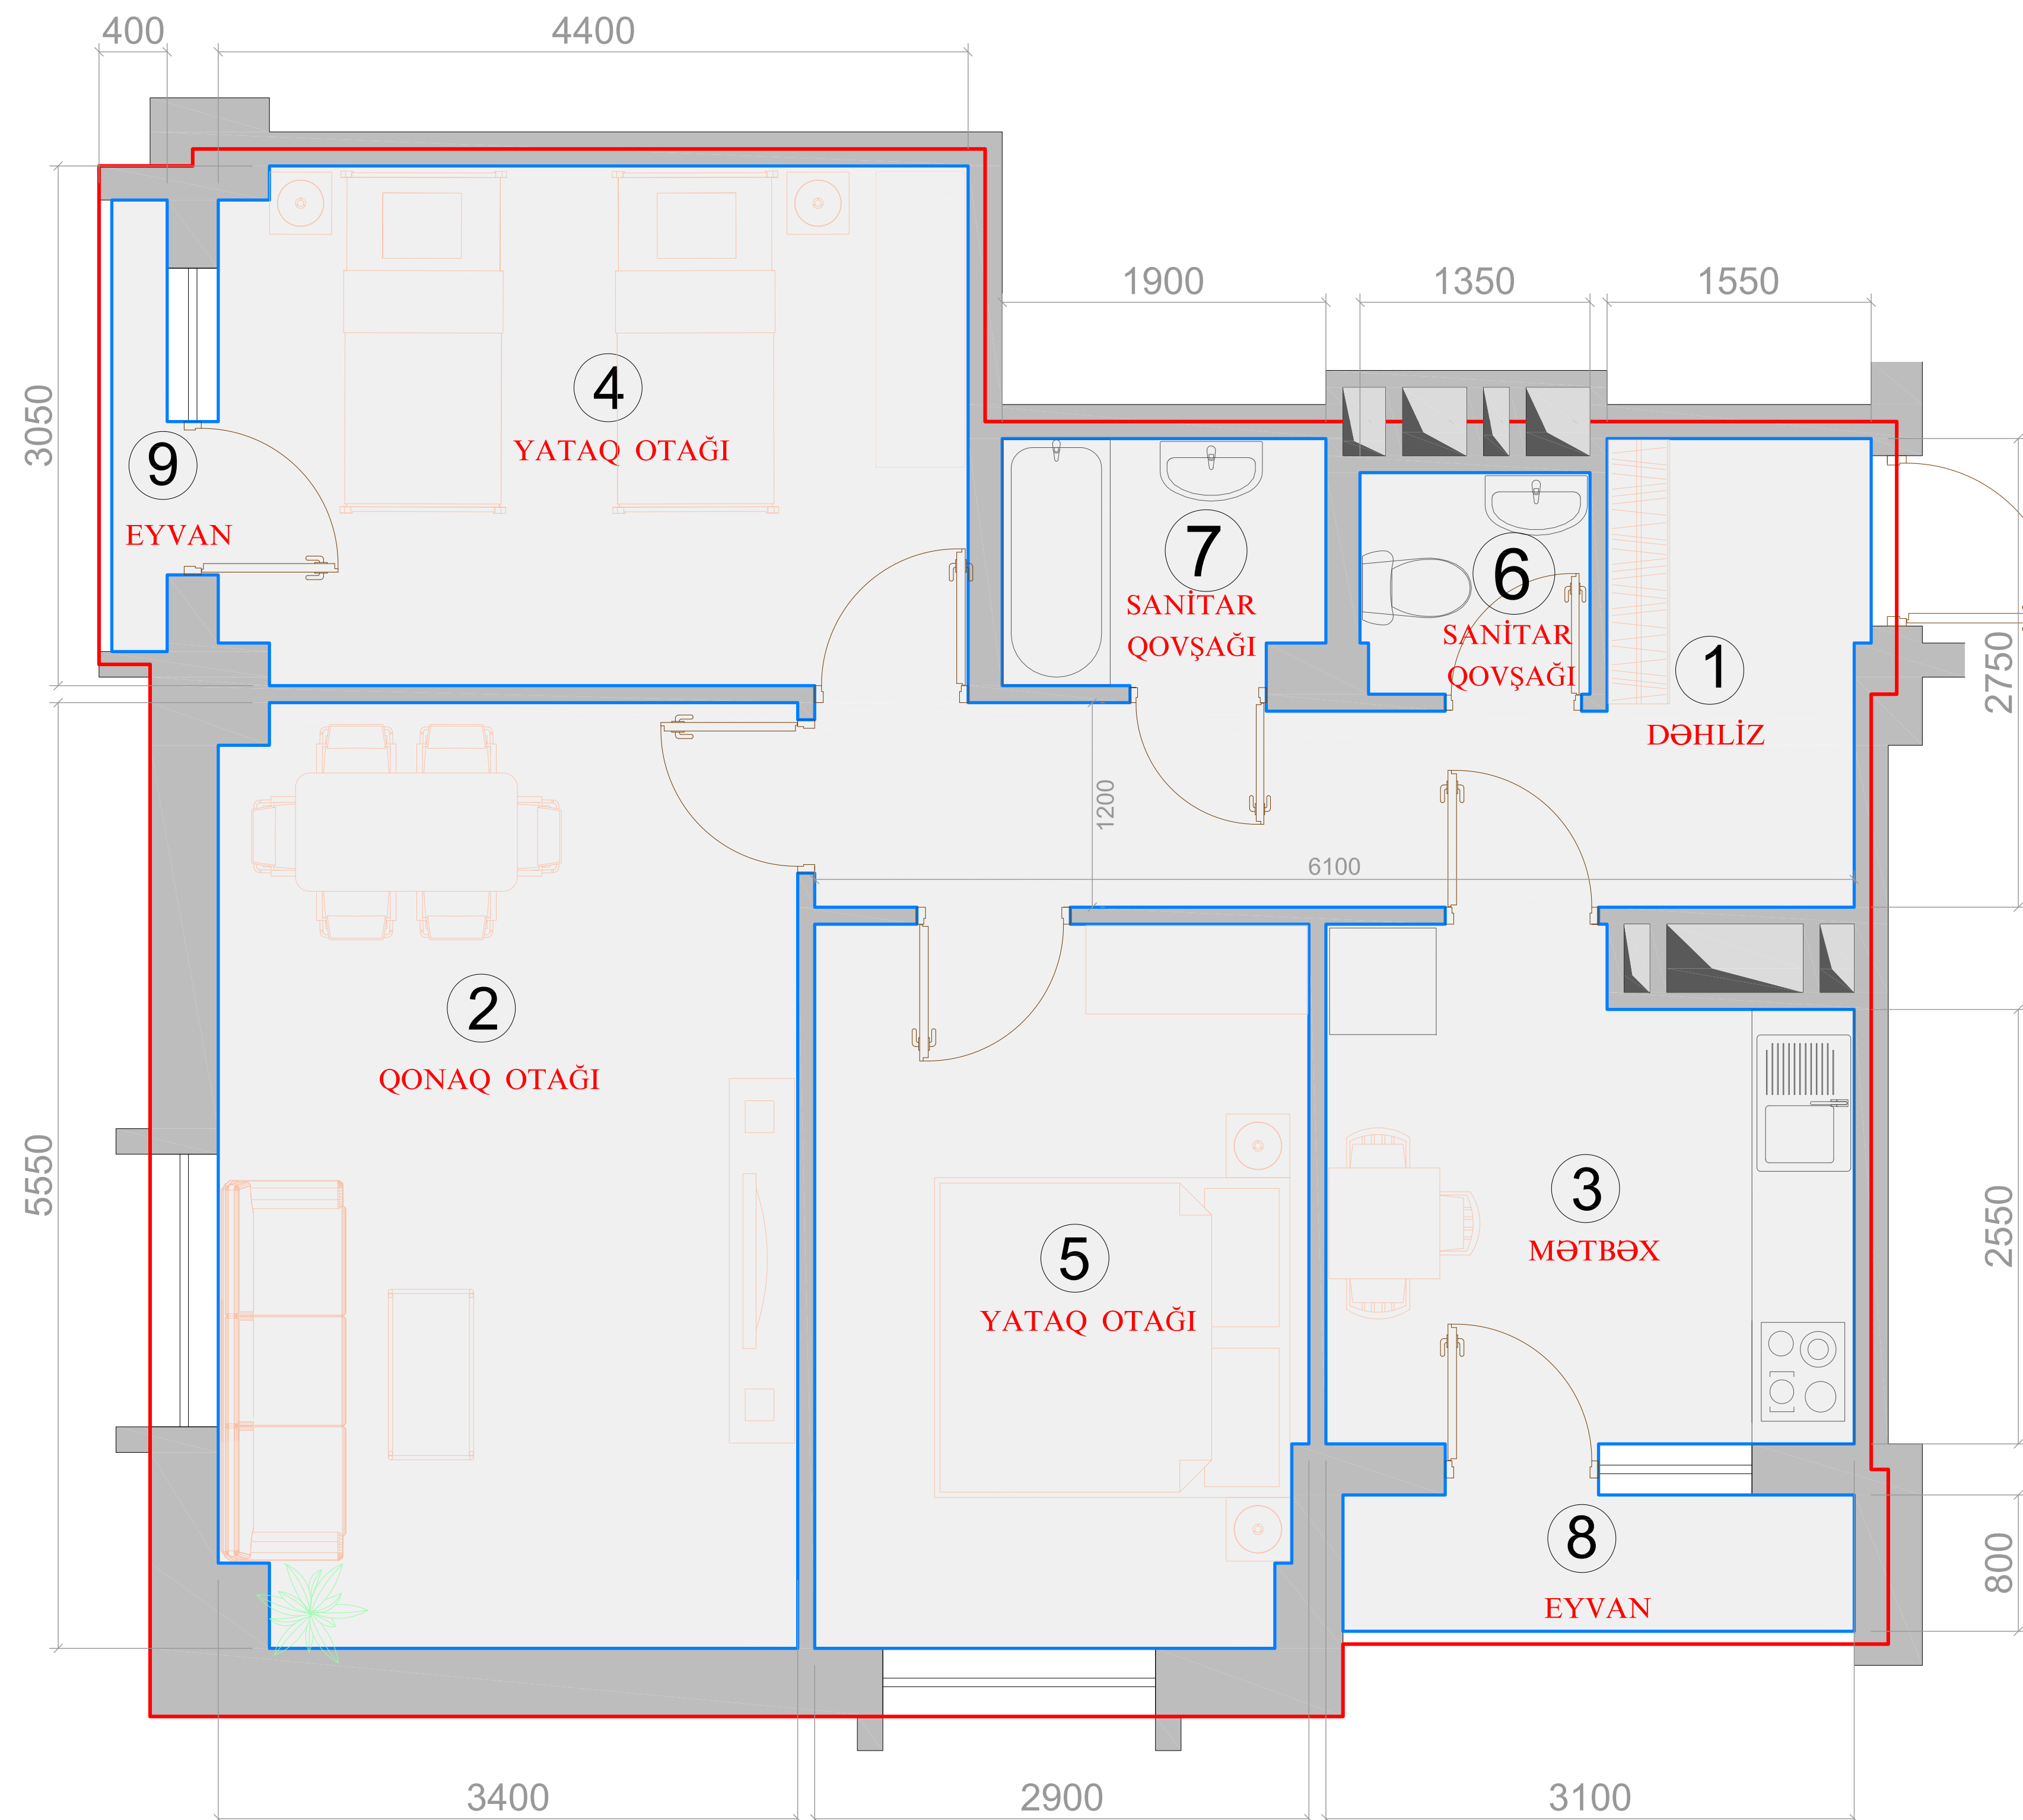 400
4400
1900
1350
1550
3050
4
YATAQ OTAĞI
9
EYVAN
7
SANİTAR
QOVŞAĞI
6
SANİTAR
QOVŞAĞI
1
DƏHLİZ
2750
1200
6100
2
QONAQ OTAĞI
5550
5
YATAQ OTAĞI
3
MƏTBƏX
2550
8
EYVAN
800
3400
2900
3100